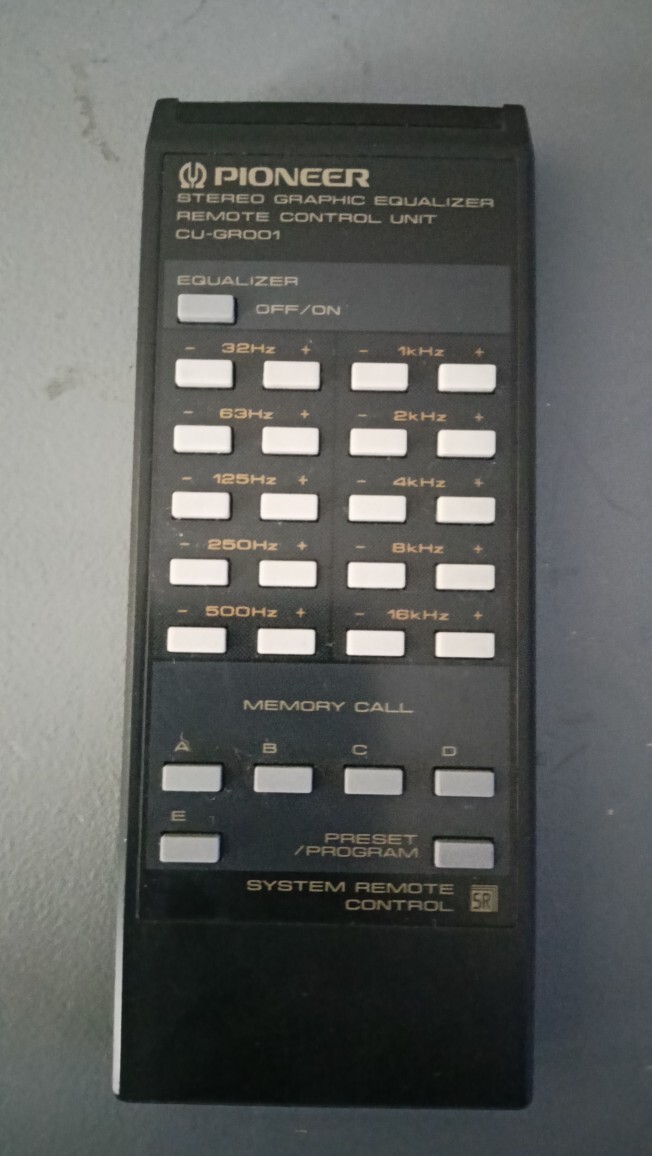 PIONEER
STEREO GRAPHIC EQUALIZER
REMOTE CONTROL UNIT
CU-GR001
EQUALIZER
OFF/ON
- 32Hz + - 1kHz +
- 63Hz + - 2kHz +
- 125Hz + - 4kHz +
- 250Hz + - 8kHz +
- 500Hz + - 16kHz +
MEMORY CALL
A B C D
E
PRESET
/PROGRAM
SYSTEM REMOTE
CONTROL SR